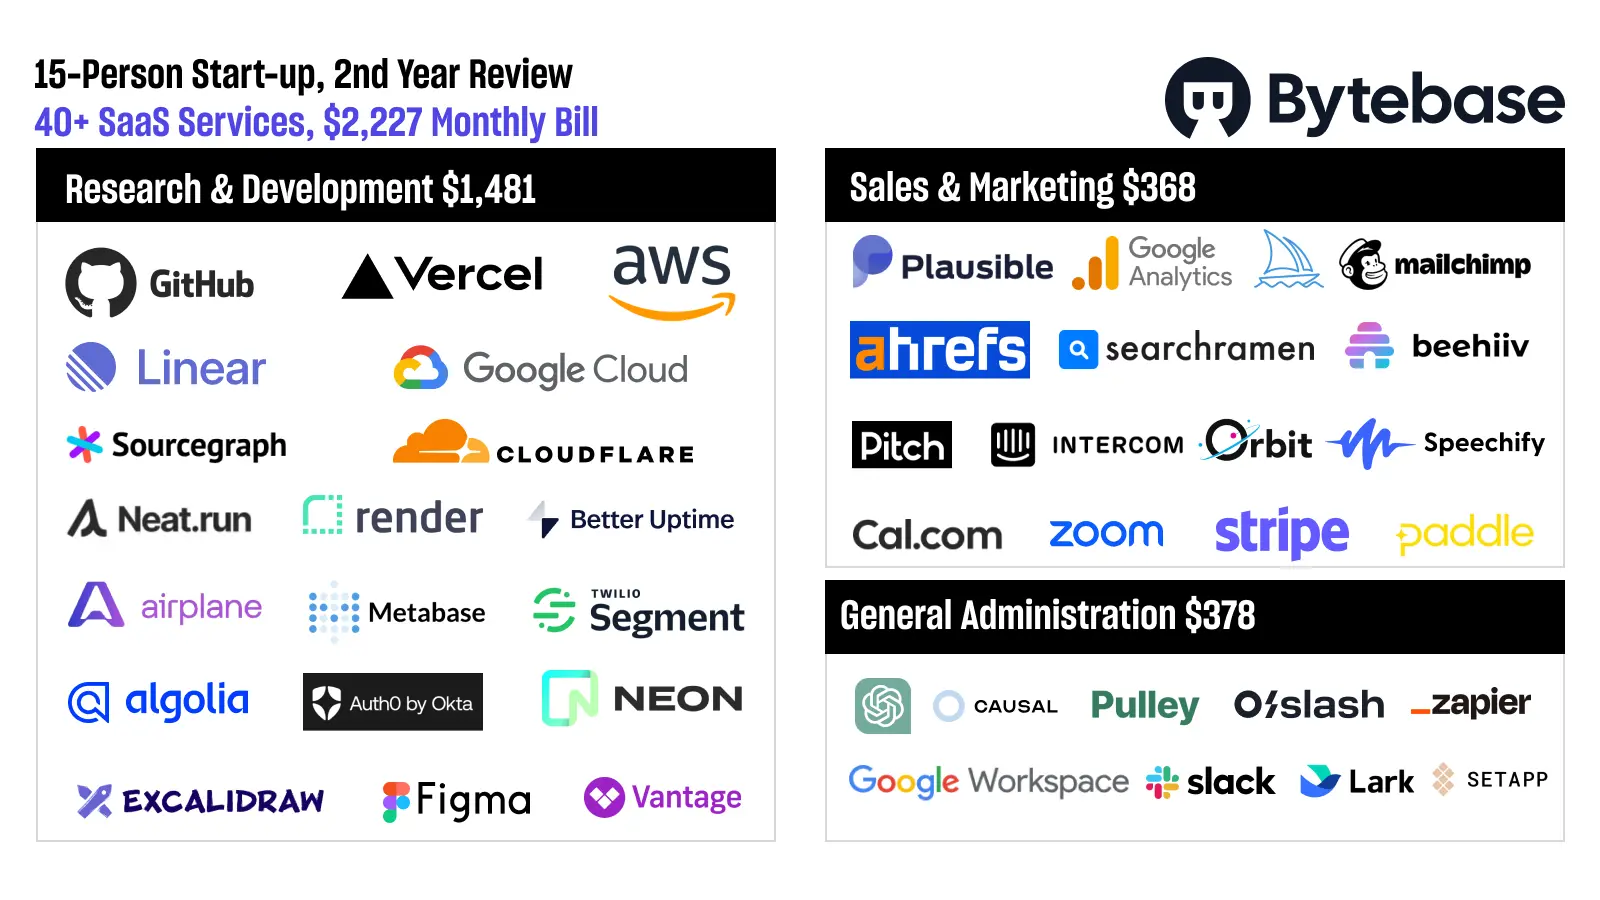 15-Person Start-up, 2nd Year Review
40+ SaaS Services, $2,227 Monthly Bill
Bytebase
Research & Development $1,481
GitHub
Vercel
aws
Linear
Google Cloud
Sourcegraph
CLOUDFLARE
Neat.run
render
Better Uptime
airplane
Metabase
TWILIO
Segment
algolia
Auth0 by Okta
NEON
EXCALIDRAW
Figma
Vantage
Sales & Marketing $368
Plausible
Google
Analytics
mailchimp
ahrefs
searchramen
beehiiv
Pitch
INTERCOM
Orbit
Speechify
Cal.com
zoom
stripe
paddle
General Administration $378
CAUSAL
Pulley
slash
zapier
Google Workspace
slack
Lark
SETAPP